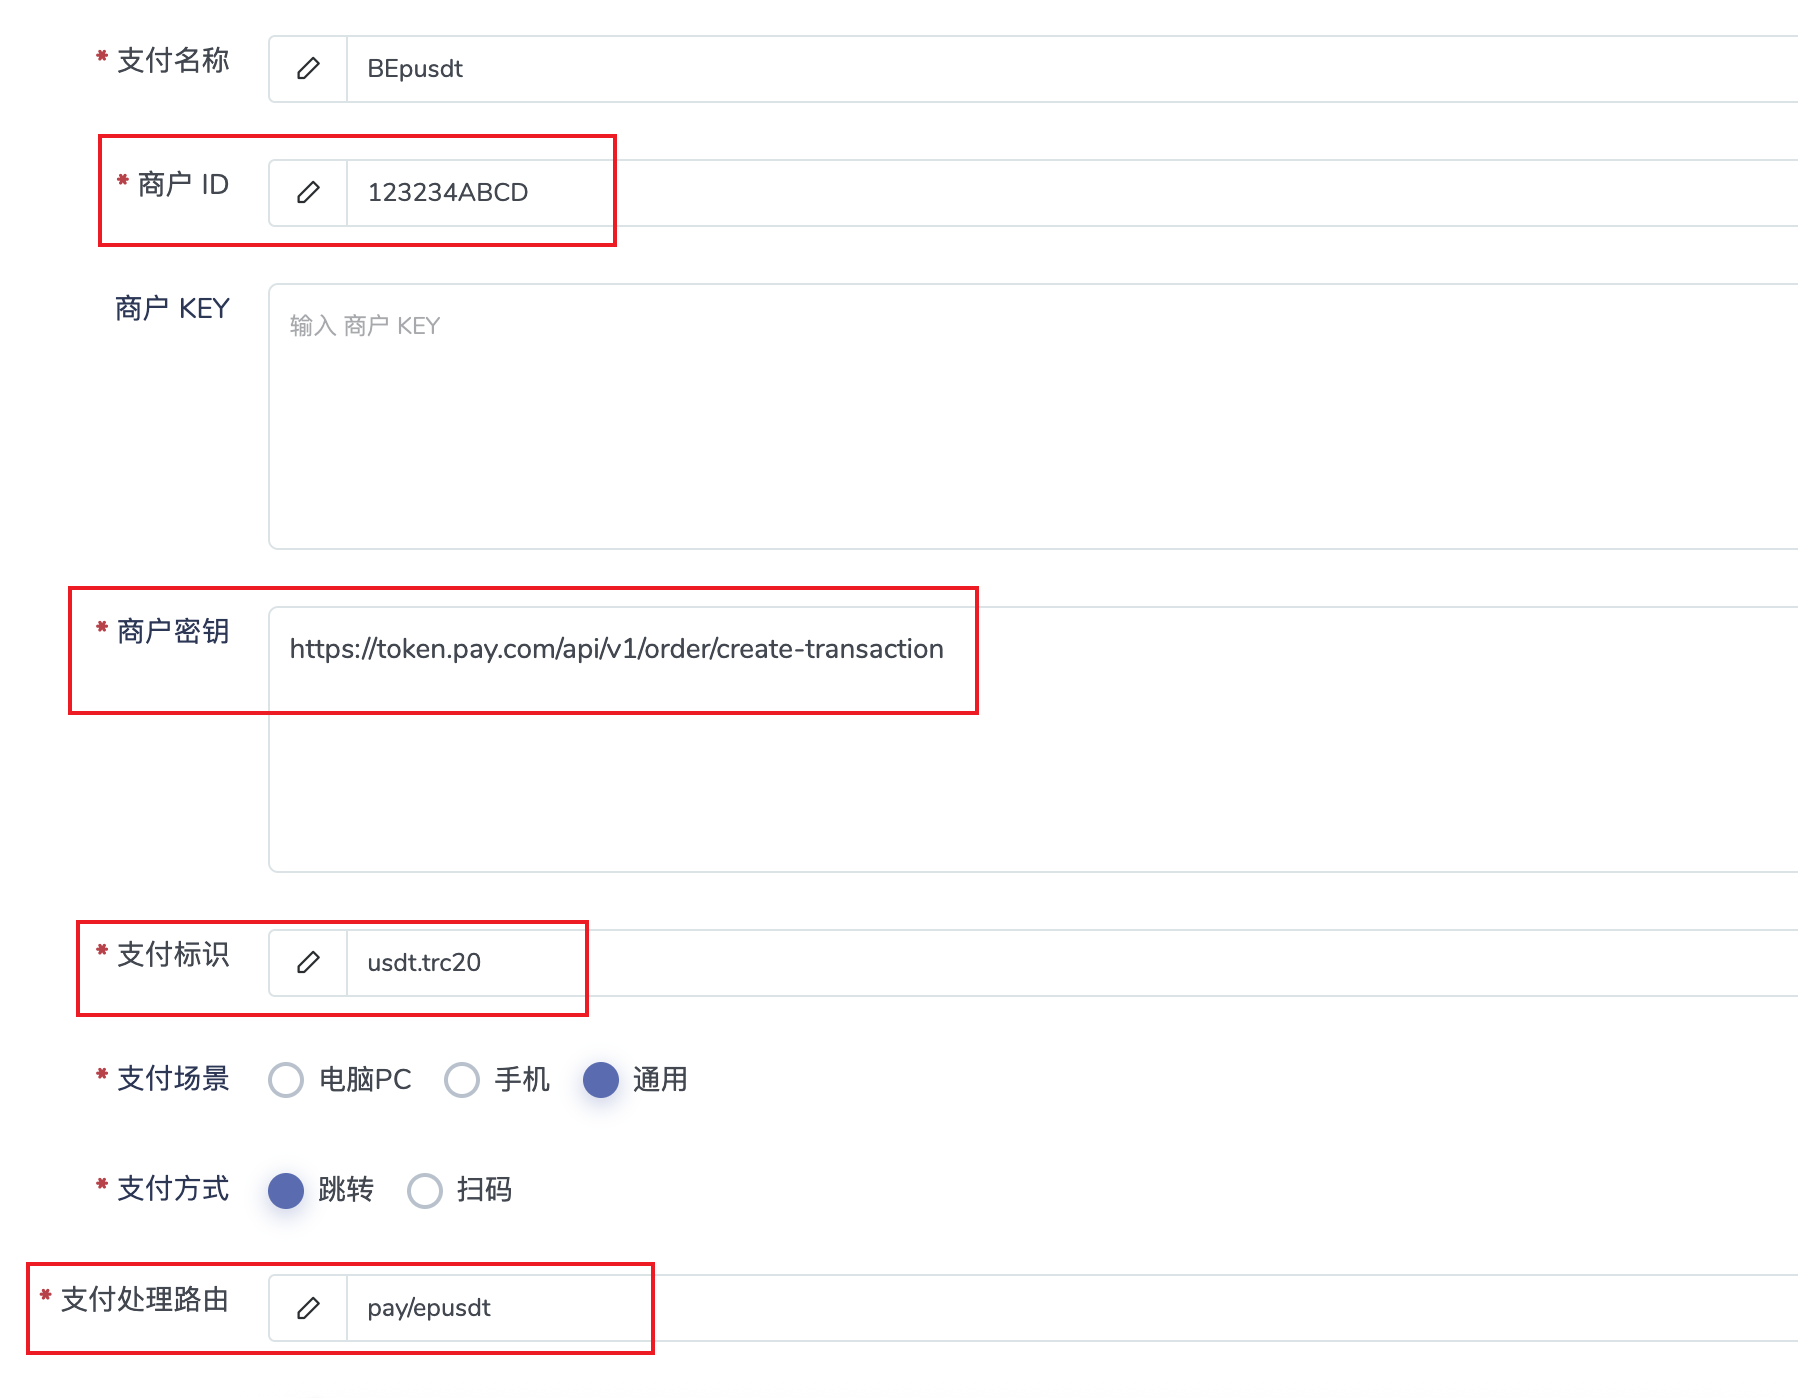 * 支付名称 BEpusdt
* 商户 ID 123234ABCD
商户 KEY 输入 商户 KEY
* 商户密钥 https://token.pay.com/api/v1/order/create-transaction
* 支付标识 usdt.trc20
* 支付场景 电脑PC 手机 通用
* 支付方式 跳转 扫码
* 支付处理路由 pay/epusdt